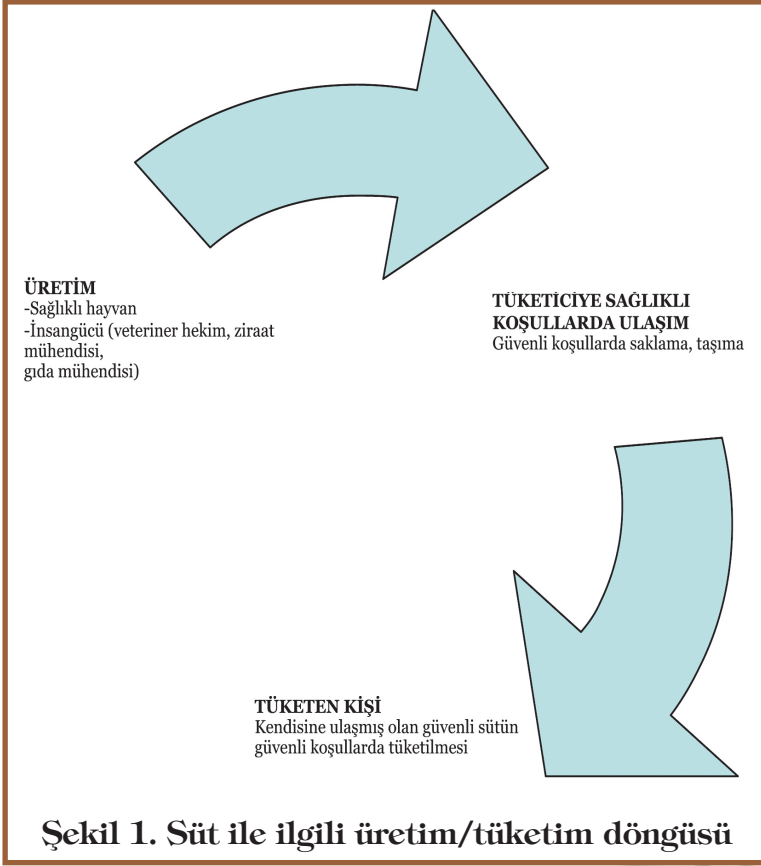 ÜRETİM
-Sağlıklı hayvan
-İnsangücü (veteriner hekim, ziraat
mühendisi,
gıda mühendisi)
TÜKETİCİYE SAĞLIKLI
KOŞULLARDA ULAŞIM
Güvenli koşullarda saklama, taşıma
TÜKETEN KİŞİ
Kendisine ulaşmış olan güvenli sütün
güvenli koşullarda tüketilmesi
Şekil 1. Süt ile ilgili üretim/tüketim döngüsü